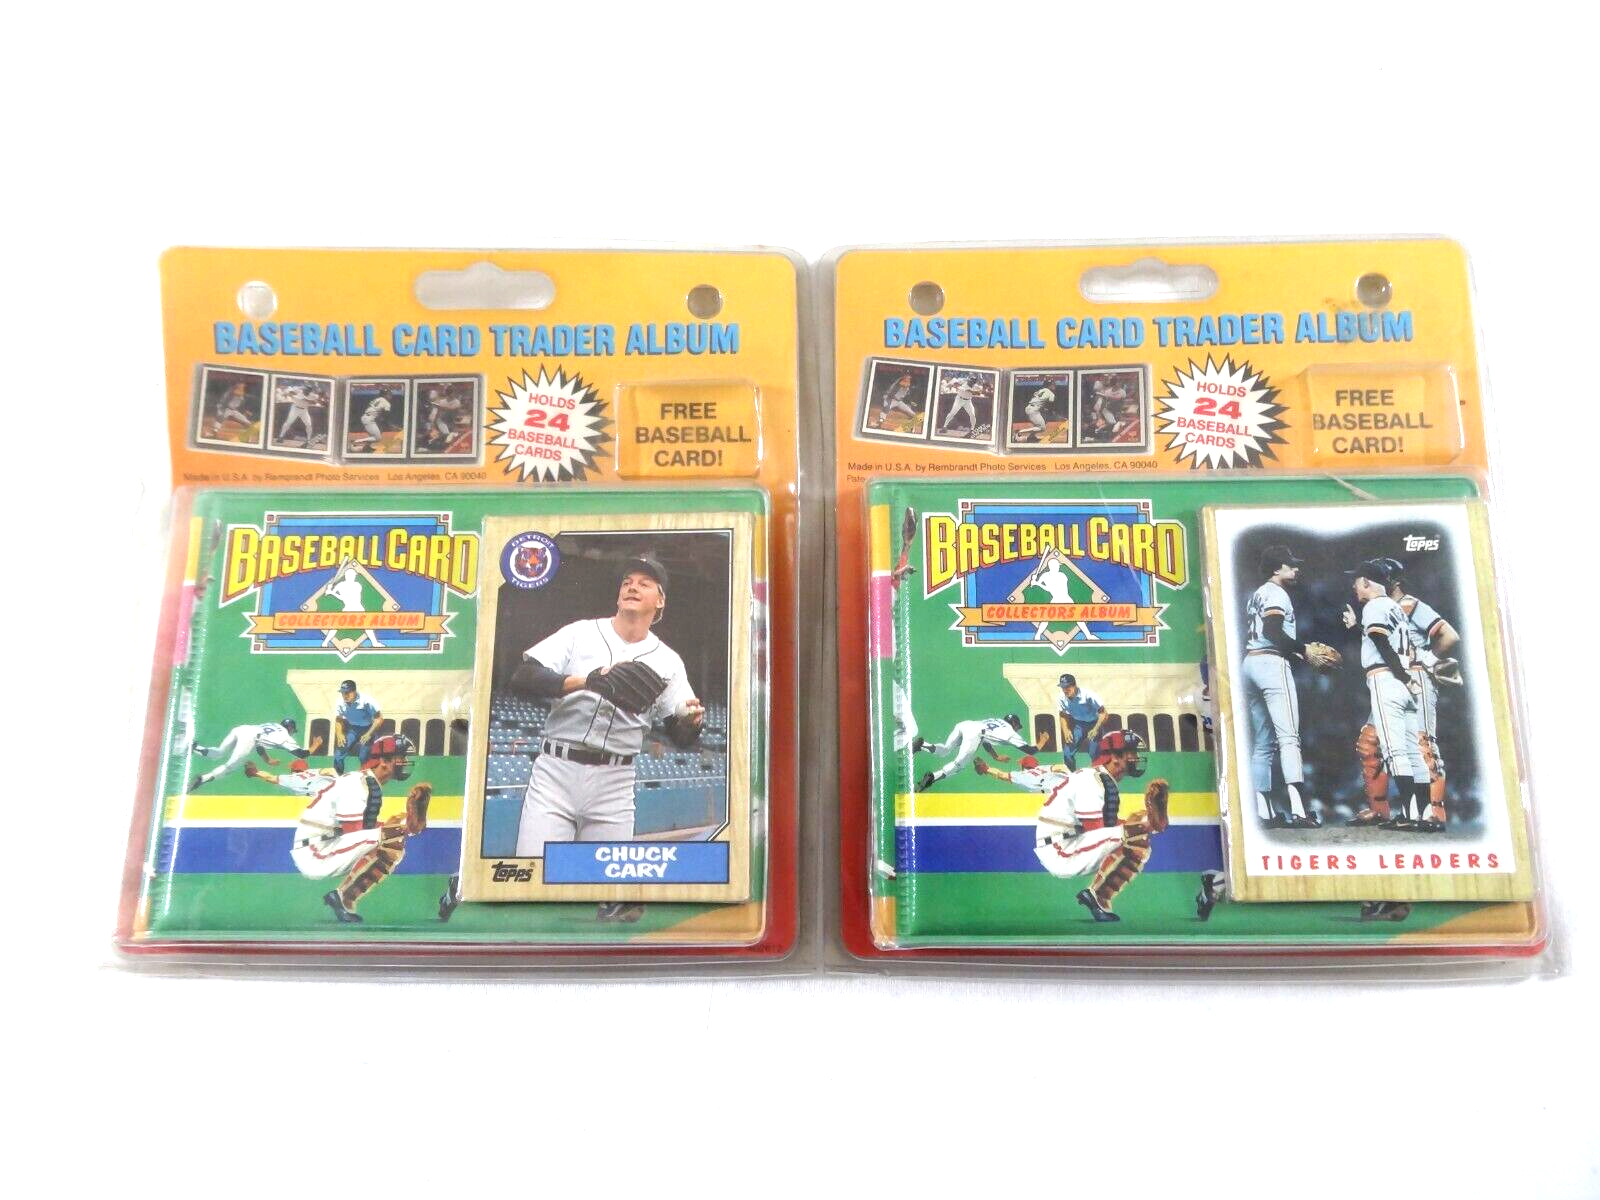 BASEBALL CARD TRADER ALBUM
HOLDS
24
BASEBALL
CARDS
FREE
BASEBALL
CARD!
Made in U.S.A. by Rembrandt Photo Services Los Angeles, CA 90040
BASEBALL CARD
COLLECTORS ALBUM
DETROIT
TIGERS
topps
CHUCK
CARY
BASEBALL CARD TRADER ALBUM
HOLDS
24
BASEBALL
CARDS
FREE
BASEBALL
CARD!
Made in U.S.A. by Rembrandt Photo Services Los Angeles, CA 90040
BASEBALL CARD
COLLECTORS ALBUM
topps
TIGERS LEADERS